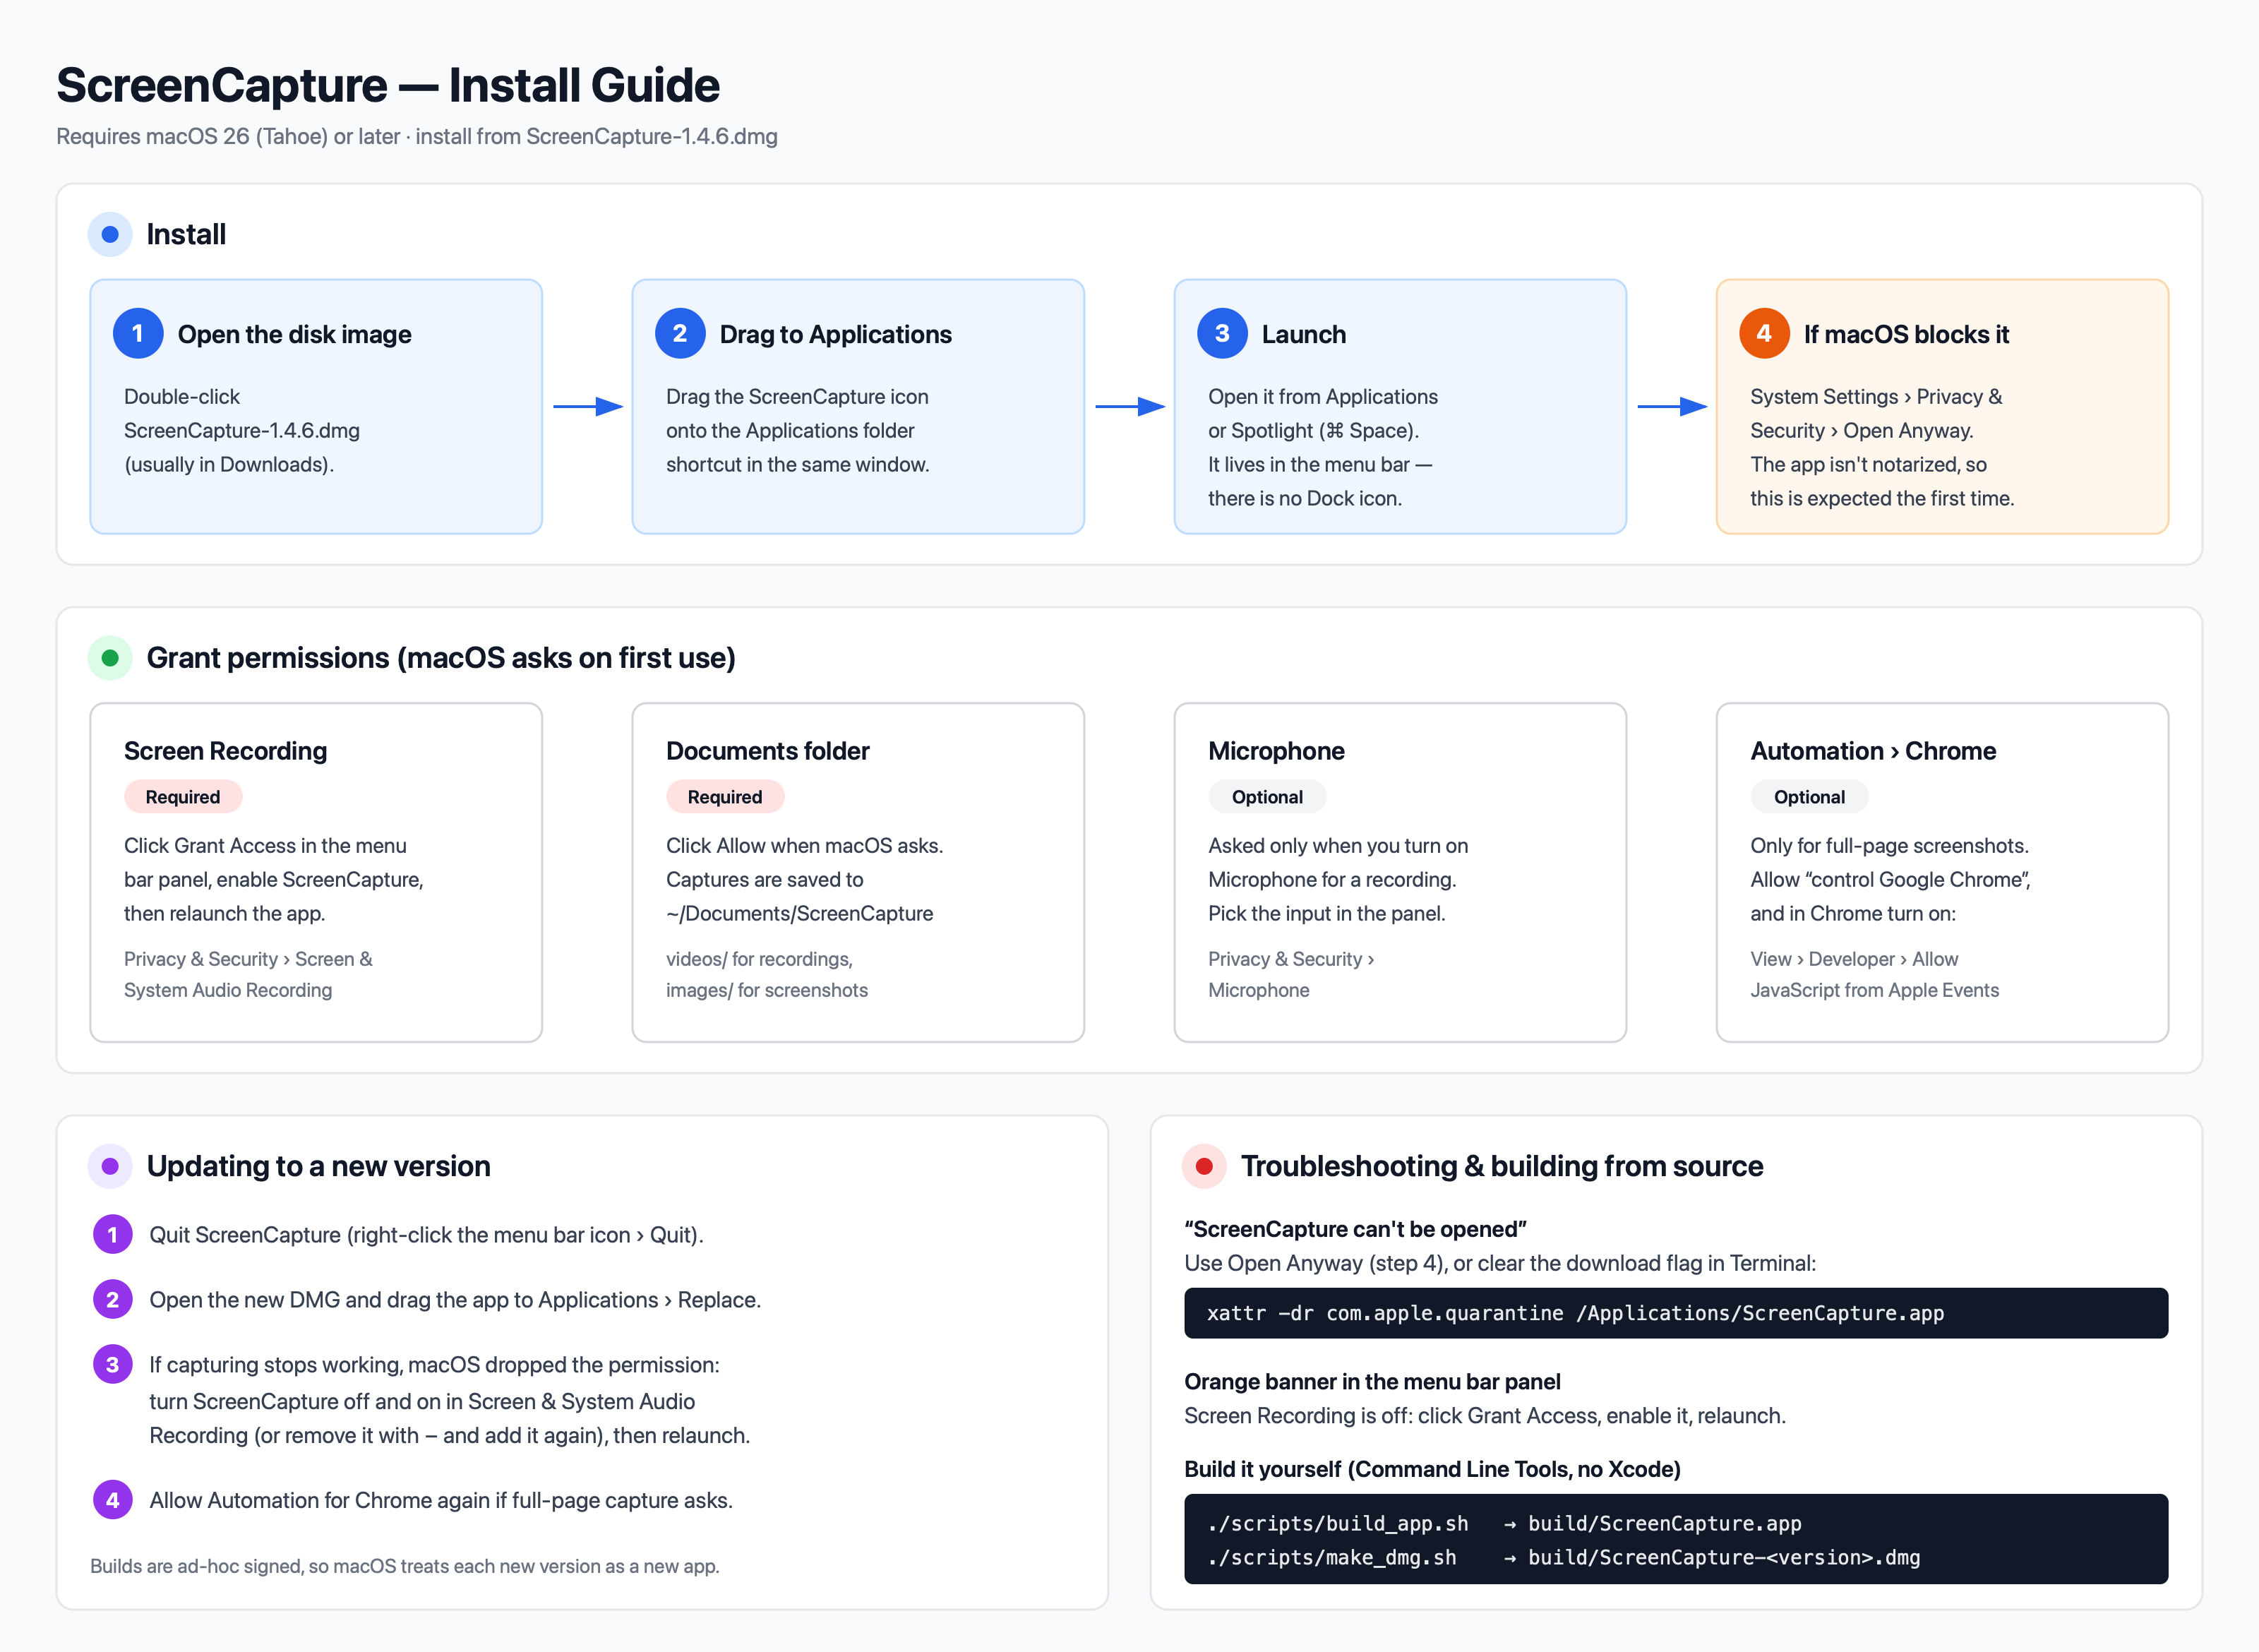 ScreenCapture — Install Guide
Requires macOS 26 (Tahoe) or later · install from ScreenCapture-1.4.6.dmg
Install
1 Open the disk image
Double-click
ScreenCapture-1.4.6.dmg
(usually in Downloads).
2 Drag to Applications
Drag the ScreenCapture icon
onto the Applications folder
shortcut in the same window.
3 Launch
Open it from Applications
or Spotlight (⌘ Space).
It lives in the menu bar —
there is no Dock icon.
4 If macOS blocks it
System Settings › Privacy &
Security › Open Anyway.
The app isn't notarized, so
this is expected the first time.
Grant permissions (macOS asks on first use)
Screen Recording
Required
Click Grant Access in the menu
bar panel, enable ScreenCapture,
then relaunch the app.
Privacy & Security › Screen &
System Audio Recording
Documents folder
Required
Click Allow when macOS asks.
Captures are saved to
~/Documents/ScreenCapture
videos/ for recordings,
images/ for screenshots
Microphone
Optional
Asked only when you turn on
Microphone for a recording.
Pick the input in the panel.
Privacy & Security ›
Microphone
Automation › Chrome
Optional
Only for full-page screenshots.
Allow “control Google Chrome”,
and in Chrome turn on:
View › Developer › Allow
JavaScript from Apple Events
Updating to a new version
1 Quit ScreenCapture (right-click the menu bar icon › Quit).
2 Open the new DMG and drag the app to Applications › Replace.
3 If capturing stops working, macOS dropped the permission:
turn ScreenCapture off and on in Screen & System Audio
Recording (or remove it with – and add it again), then relaunch.
4 Allow Automation for Chrome again if full-page capture asks.
Builds are ad-hoc signed, so macOS treats each new version as a new app.
Troubleshooting & building from source
“ScreenCapture can't be opened”
Use Open Anyway (step 4), or clear the download flag in Terminal:
xattr -dr com.apple.quarantine /Applications/ScreenCapture.app
Orange banner in the menu bar panel
Screen Recording is off: click Grant Access, enable it, relaunch.
Build it yourself (Command Line Tools, no Xcode)
./scripts/build_app.sh → build/ScreenCapture.app
./scripts/make_dmg.sh → build/ScreenCapture-<version>.dmg